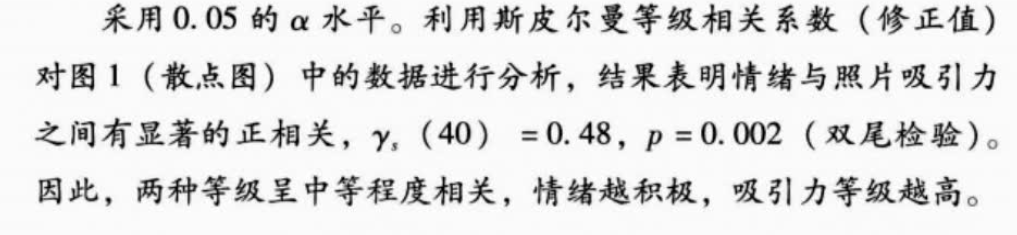 采用0.05的α水平。利用斯皮尔曼等级相关系数（修正值）
对图1（散点图）中的数据进行分析，结果表明情绪与照片吸引力
之间有显著的正相关，γs（40）=0.48，p=0.002（双尾检验）。
因此，两种等级呈中等程度相关，情绪越积极，吸引力等级越高。